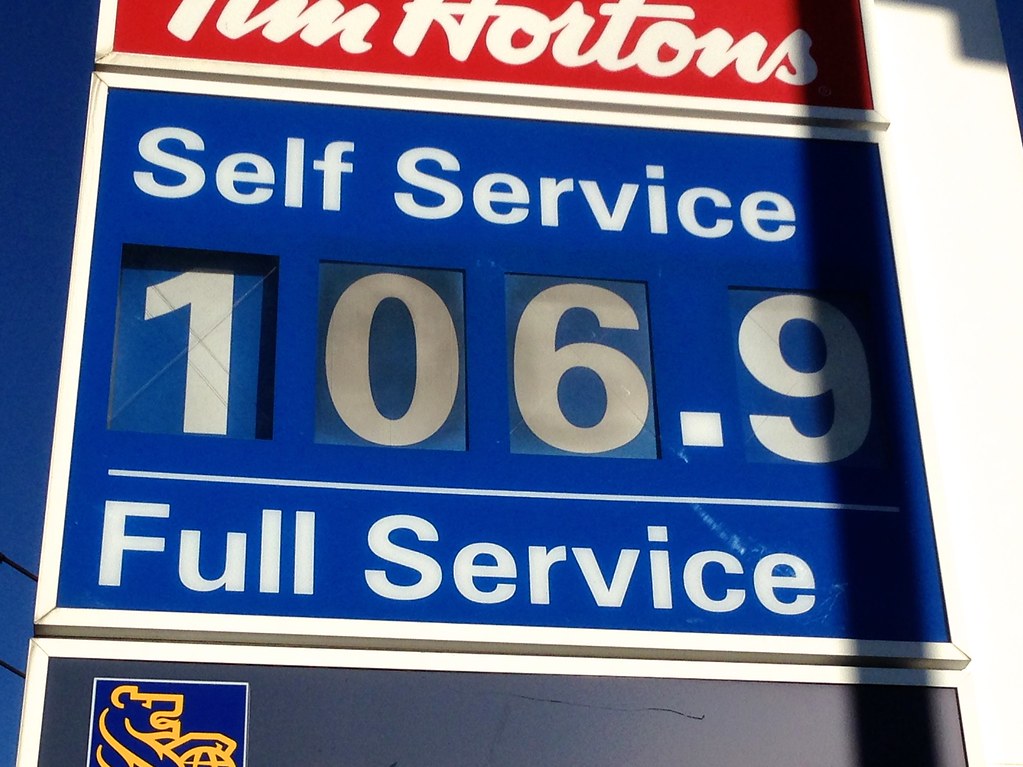 Tim Hortons
Self Service
106.9
Full Service